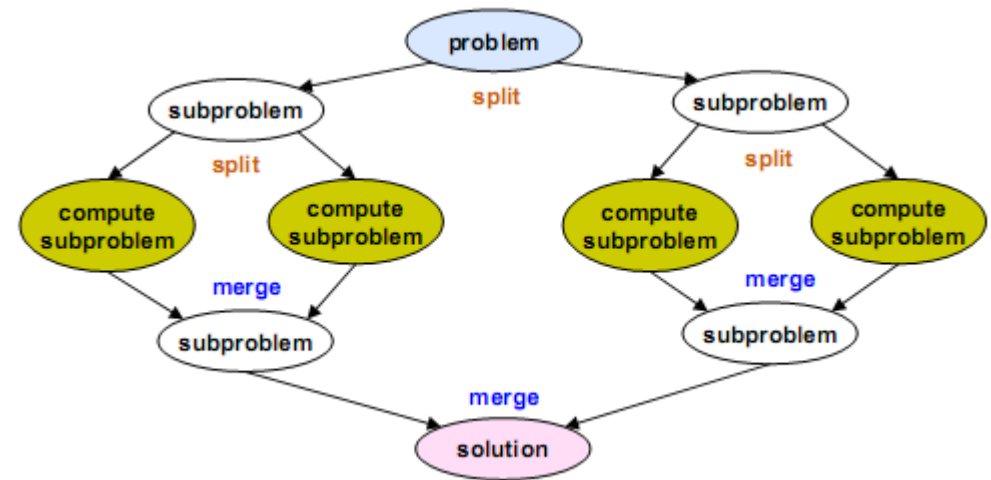 problem
split
subproblem
subproblem
split
split
compute
subproblem
compute
subproblem
compute
subproblem
compute
subproblem
merge
merge
subproblem
subproblem
merge
solution